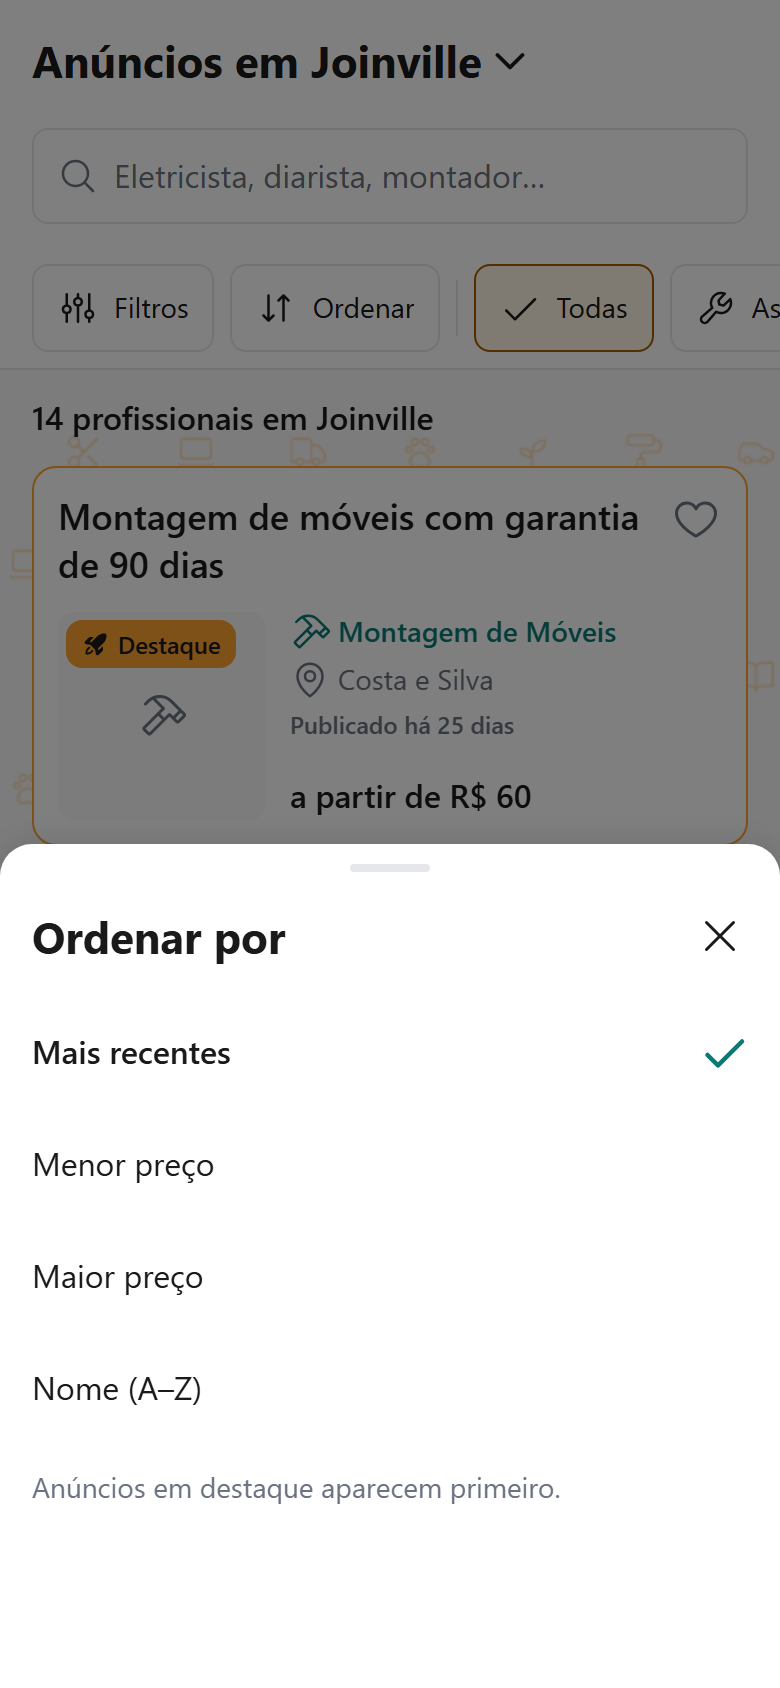 Anúncios em Joinville
Eletricista, diarista, montador...
Filtros
Ordenar
Todas
As
14 profissionais em Joinville
Montagem de móveis com garantia
de 90 dias
Destaque
Montagem de Móveis
Costa e Silva
Publicado há 25 dias
a partir de R$ 60
Ordenar por
Mais recentes
Menor preço
Maior preço
Nome (A–Z)
Anúncios em destaque aparecem primeiro.